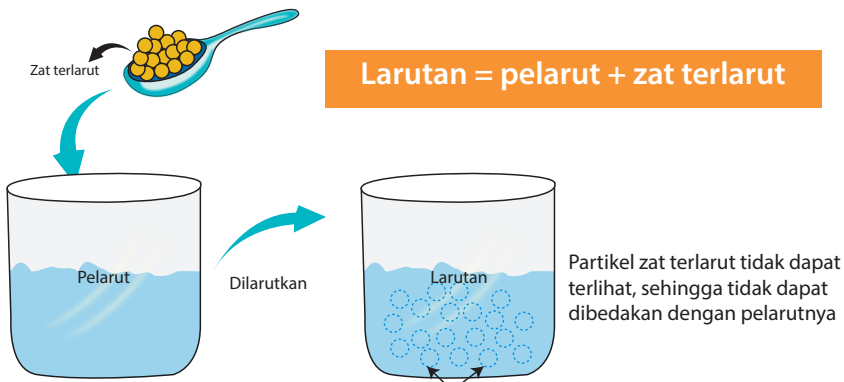 Zat terlarut
Larutan = pelarut + zat terlarut
Pelarut
Dilarutkan
Larutan
Partikel zat terlarut tidak dapat
terlihat, sehingga tidak dapat
dibedakan dengan pelarutnya